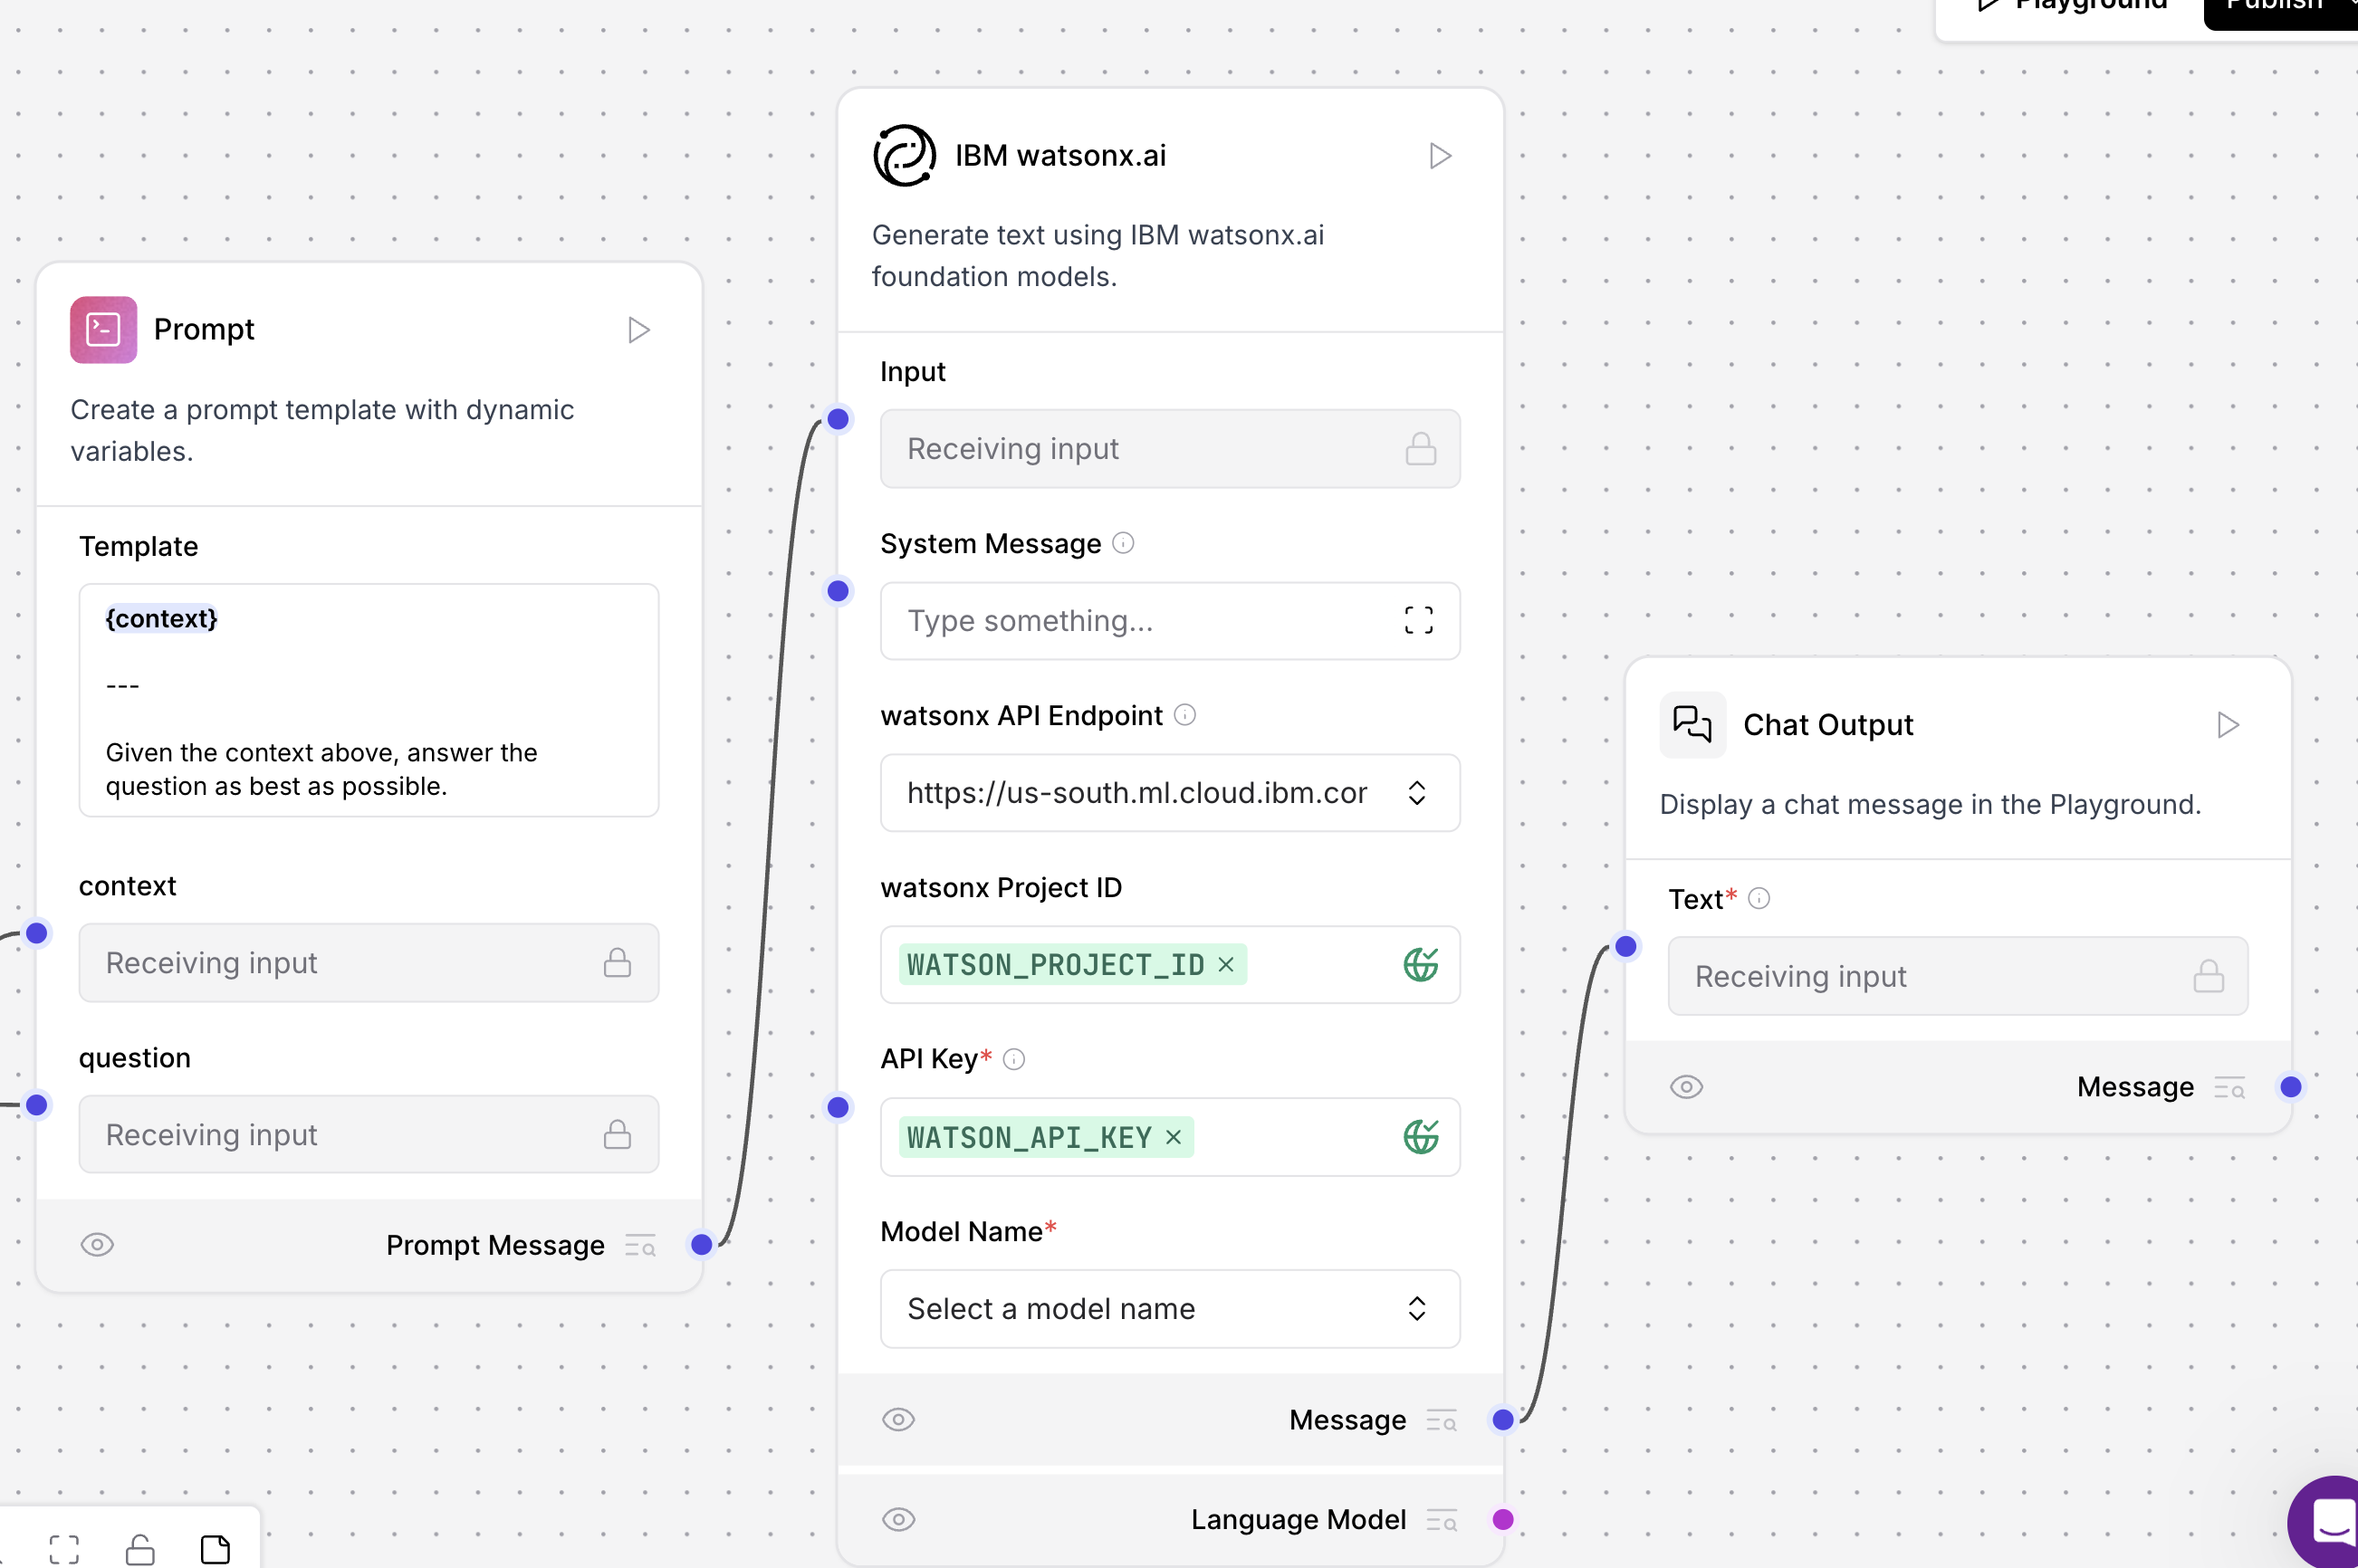 Playground
Publish
Prompt
Create a prompt template with dynamic
variables.
Template
{context}
---
Given the context above, answer the
question as best as possible.
context
Receiving input
question
Receiving input
Prompt Message
IBM watsonx.ai
Generate text using IBM watsonx.ai
foundation models.
Input
Receiving input
System Message
Type something...
watsonx API Endpoint
https://us-south.ml.cloud.ibm.cor
watsonx Project ID
WATSON_PROJECT_ID
API Key*
WATSON_API_KEY
Model Name*
Select a model name
Message
Language Model
Chat Output
Display a chat message in the Playground.
Text*
Receiving input
Message